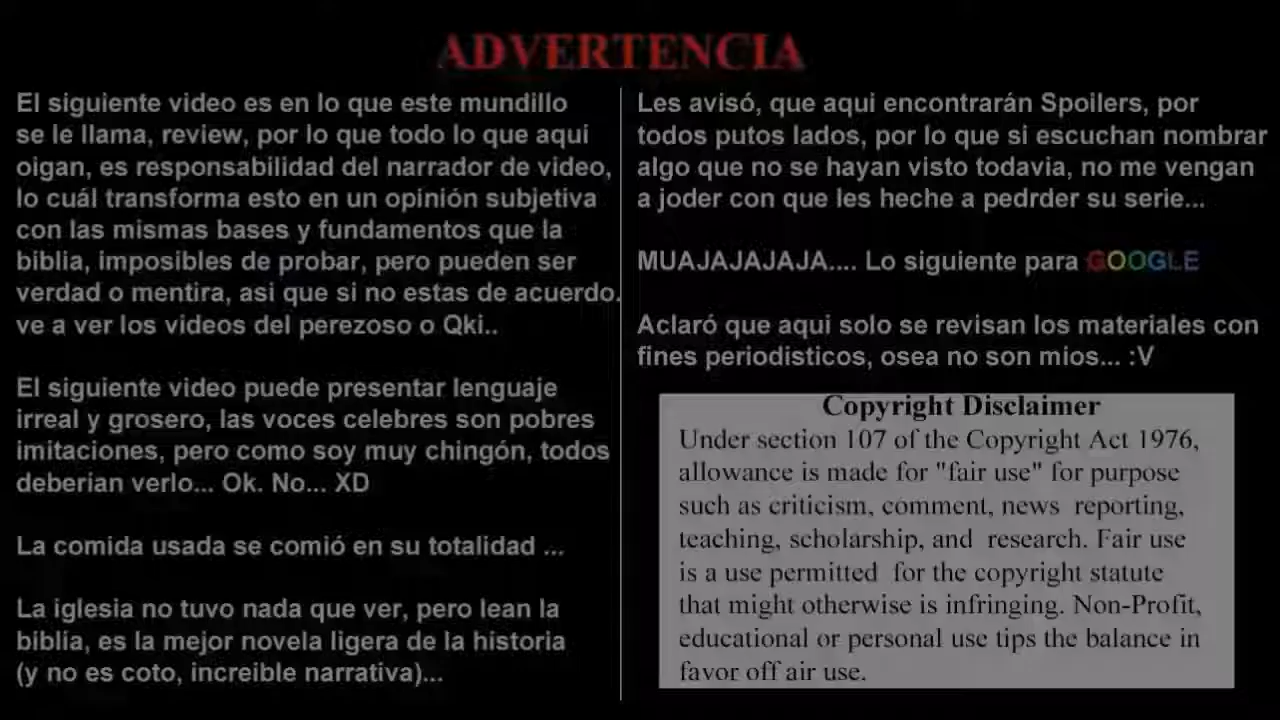 ADVERTENCIA
El siguiente video es en lo que este mundillo
se le llama, review, por lo que todo lo que aqui
oigan, es responsabilidad del narrador de video,
lo cuál transforma esto en un opinión subjetiva
con las mismas bases y fundamentos que la
biblia, imposibles de probar, pero pueden ser
verdad o mentira, asi que si no estas de acuerdo.
ve a ver los videos del perezoso o Qki..
El siguiente video puede presentar lenguaje
irreal y grosero, las voces celebres son pobres
imitaciones, pero como soy muy chingón, todos
deberian verlo... Ok. No... XD
La comida usada se comió en su totalidad ...
La iglesia no tuvo nada que ver, pero lean la
biblia, es la mejor novela ligera de la historia
(y no es coto, increible narrativa)...
Les avisó, que aqui encontrarán Spoilers, por
todos putos lados, por lo que si escuchan nombrar
algo que no se hayan visto todavia, no me vengan
a joder con que les heche a pedrder su serie...
MUAJAJAJAJA.... Lo siguiente para GOOGLE
Aclaró que aqui solo se revisan los materiales con
fines periodisticos, osea no son mios... :V
Copyright Disclaimer
Under section 107 of the Copyright Act 1976,
allowance is made for "fair use" for purpose
such as criticism, comment, news reporting,
teaching, scholarship, and research. Fair use
is a use permitted for the copyright statute
that might otherwise is infringing. Non-Profit,
educational or personal use tips the balance in
favor off air use.